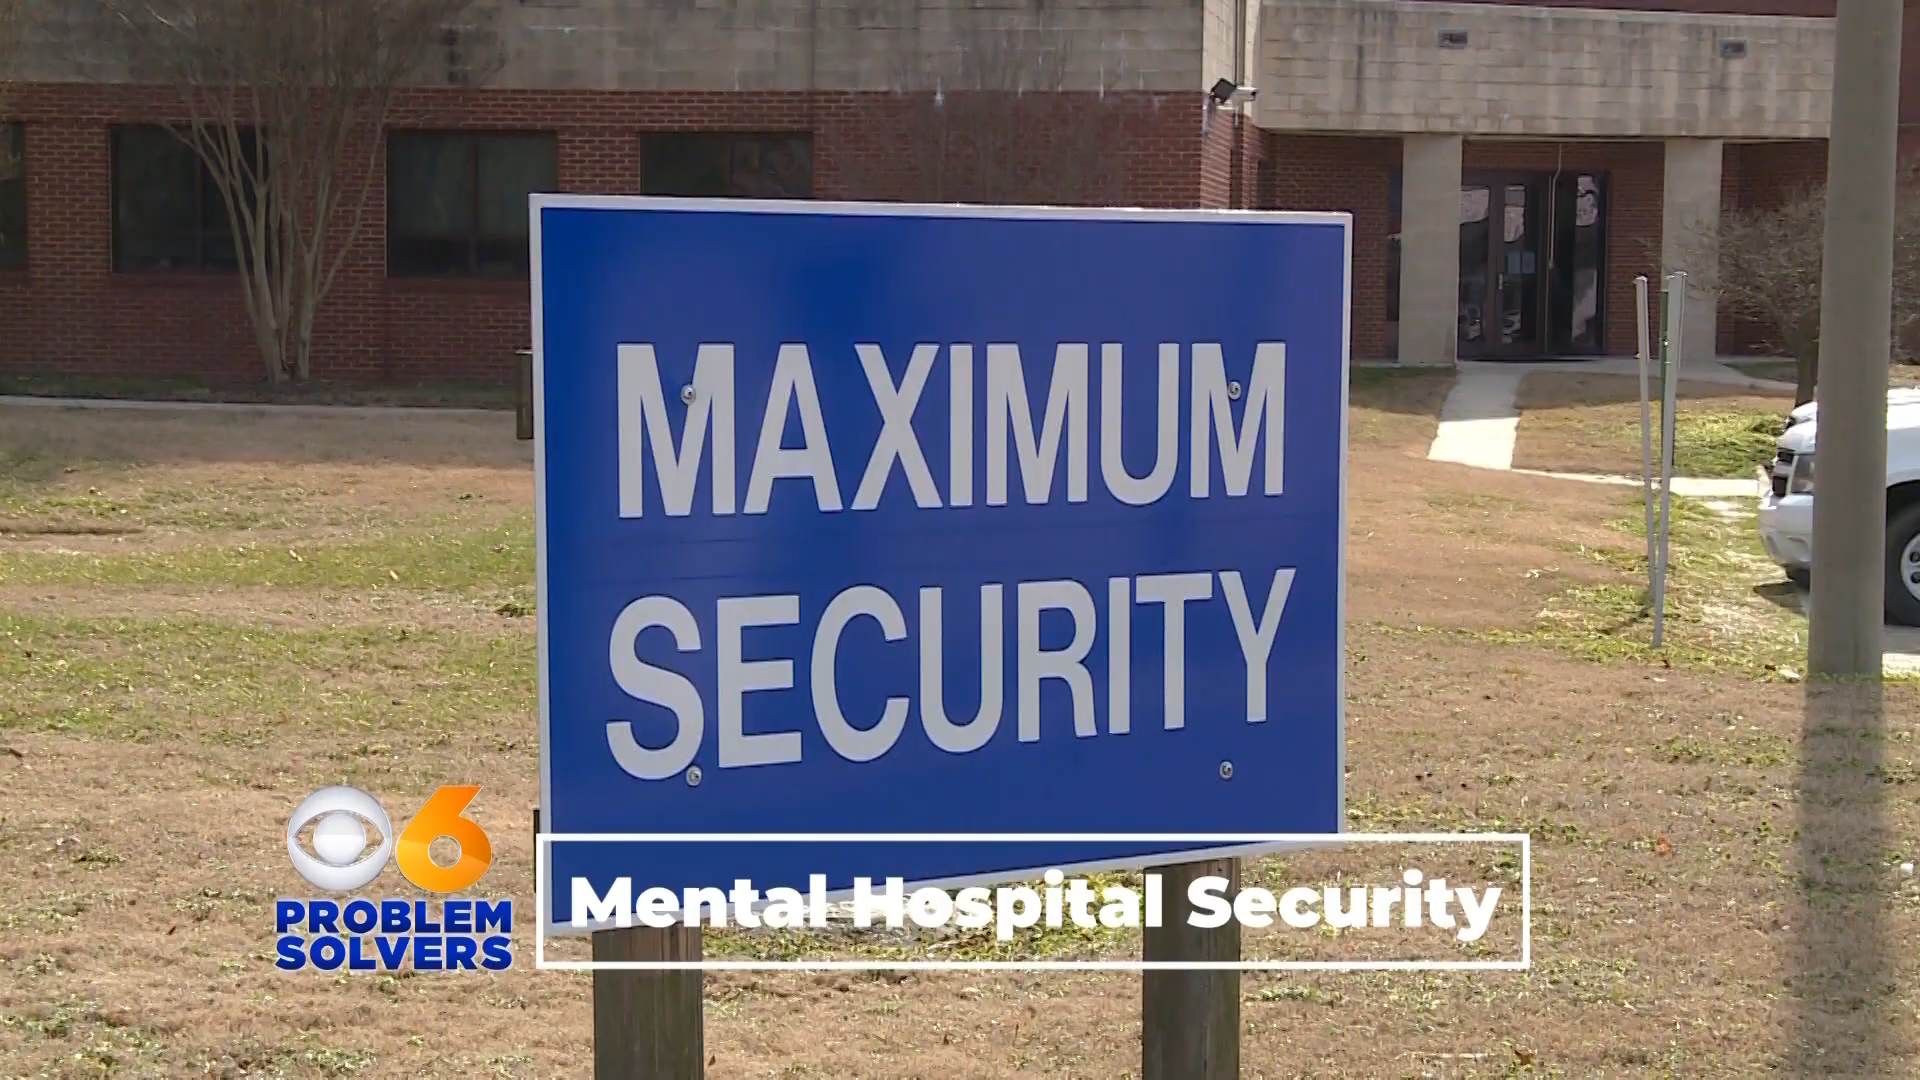 MAXIMUM
SECURITY
6
PROBLEM
SOLVERS
Mental Hospital Security